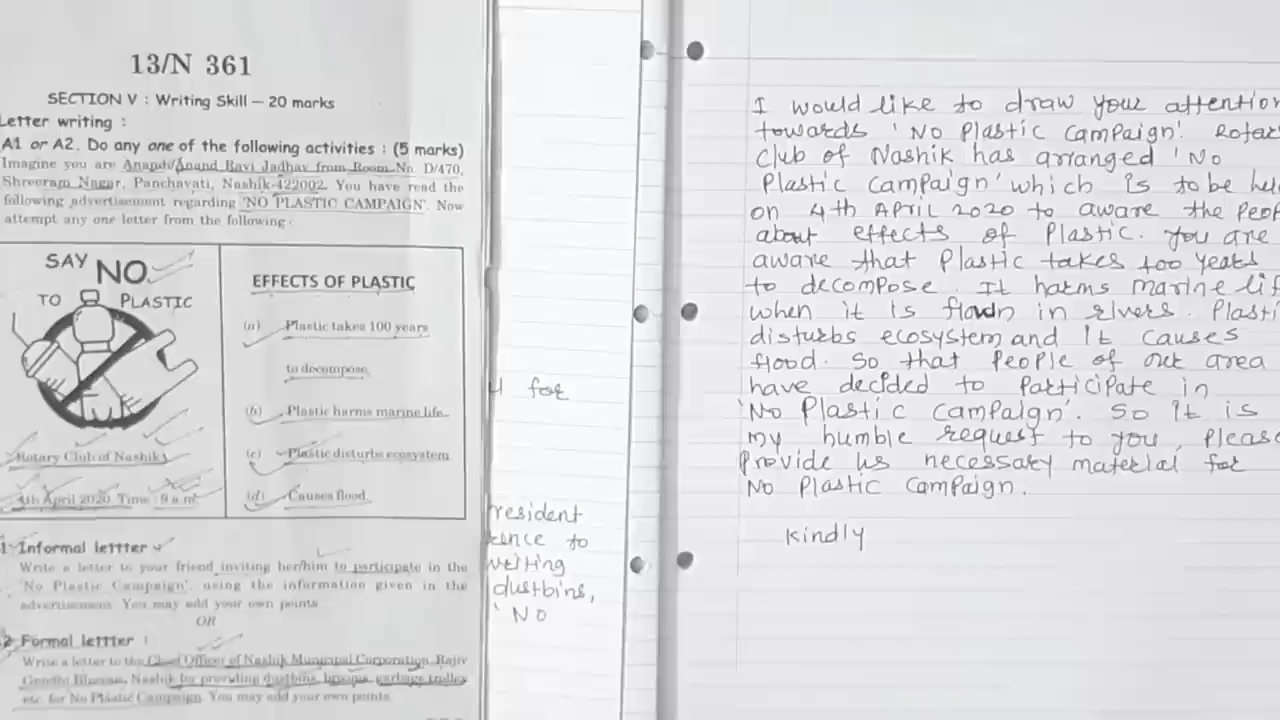 13/N 361
SECTION V : Writing Skill – 20 marks
Letter writing :
A1 or A2. Do any one of the following activities : (5 marks)
Imagine you are Anandi/Anand Ravi Jadhav from Room No. D/470,
Shreeram Nagar, Panchavati, Nashik-422002. You have read the
following advertisement regarding 'NO PLASTIC CAMPAIGN'. Now
attempt any one letter from the following :
SAY NO
TO PLASTIC
Rotary Club of Nashik
4th April 2020 Time : 9 a.m.
EFFECTS OF PLASTIC
(a) Plastic takes 100 years
to decompose.
(b) Plastic harms marine life.
(c) Plastic disturbs ecosystem
(d) Causes flood.
1. Informal lettter
Write a letter to your friend inviting her/him to participate in the
'No Plastic Campaign', using the information given in the
advertisement. You may add your own points
OR
2 Formal lettter :
Write a letter to the Chief Officer of Nashik Municipal Corporation, Rajiv
Gandhi Bhavan, Nashik for providing dustbins, brooms, garbage trolley
etc. for No Plastic Campaign. You may add your own points.
for
resident
ence to
writing
dustbins,
'No
I would like to draw your attention
towards 'No Plastic Campaign'. Rotar
Club of Nashik has arranged 'No
Plastic Campaign' which is to be hel
on 4th APRIL 2020 to aware the Peop
about effects of Plastic. You are
aware that Plastic takes 100 years
to decompose. It harms marine lif
when it is flown in rivers. Plasti
disturbs ecosystem and it causes
flood. So that People of our area
have decided to Participate in
'No Plastic Campaign'. So it is
my humble request to you, Please
Provide us necessary material for
No Plastic Campaign.
Kindly